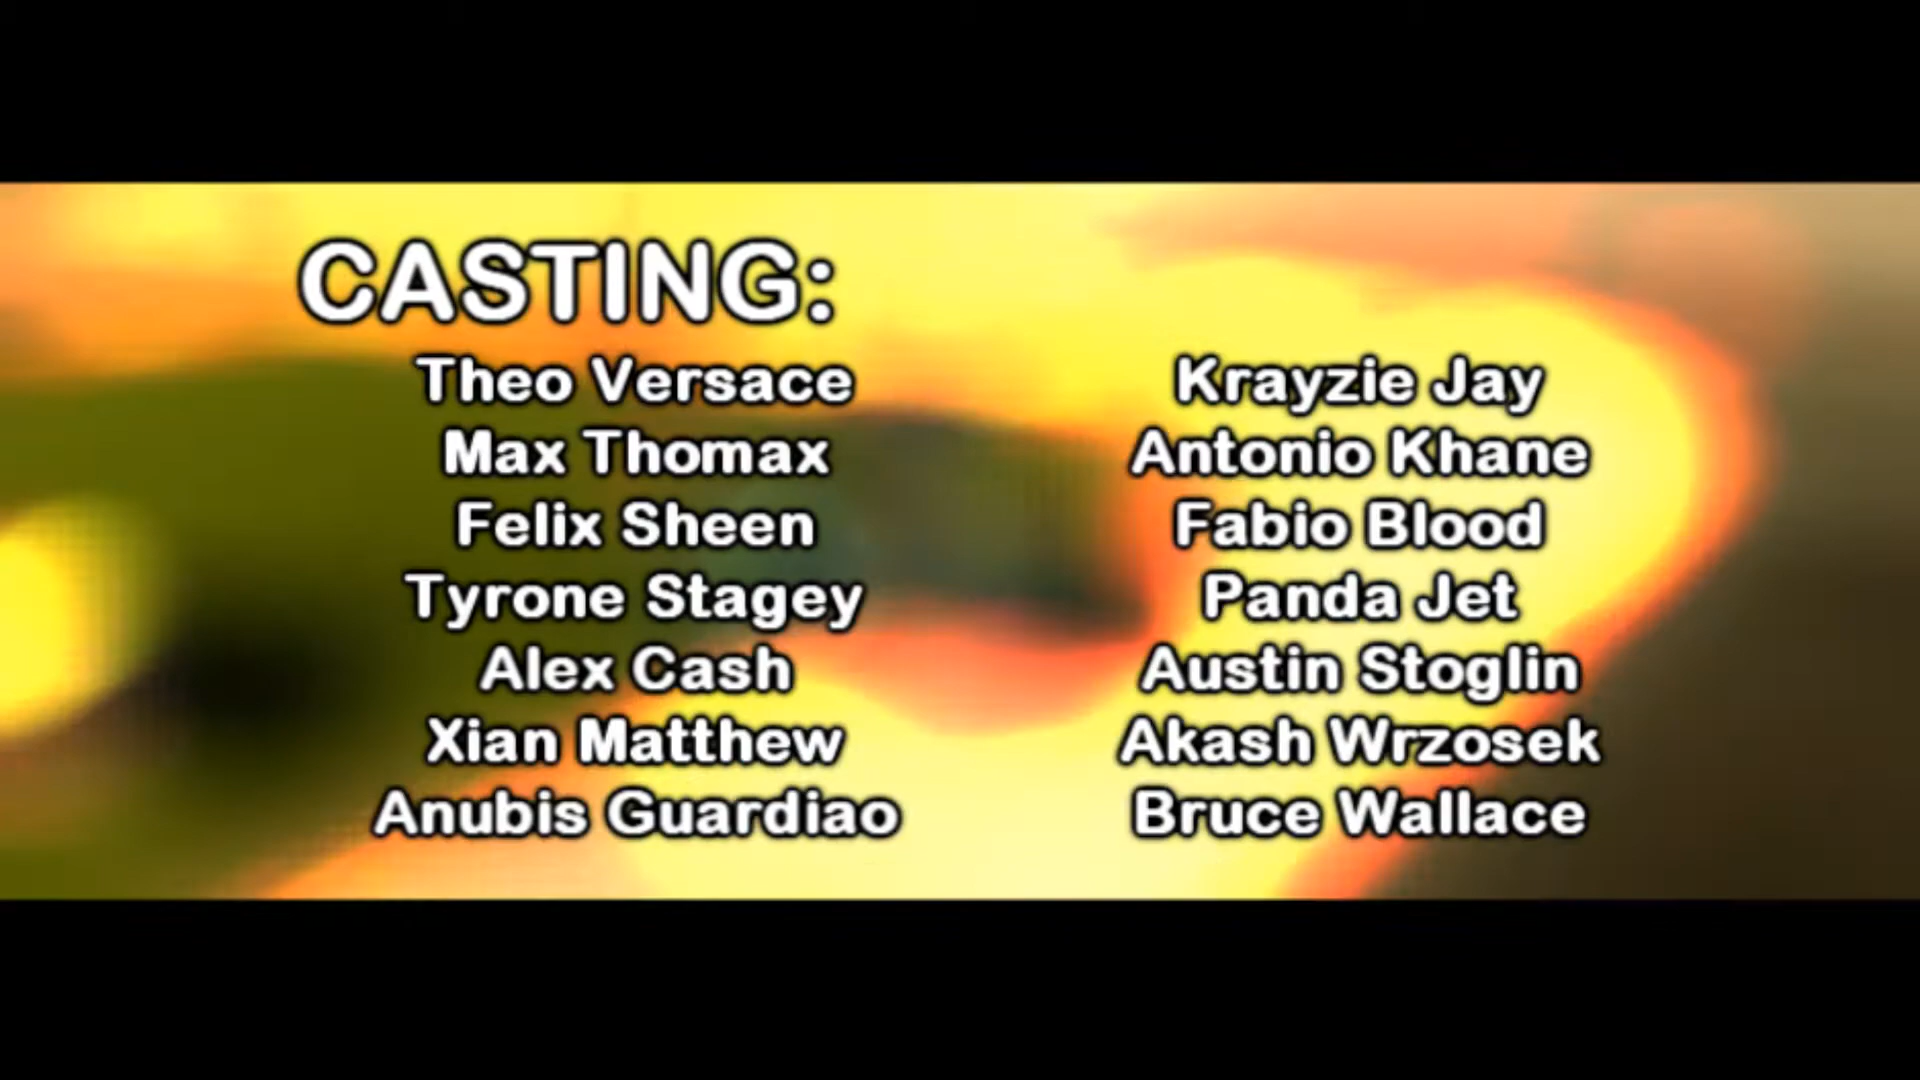 CASTING:
Theo Versace
Max Thomax
Felix Sheen
Tyrone Stagey
Alex Cash
Xian Matthew
Anubis Guardiao
Krayzie Jay
Antonio Khane
Fabio Blood
Panda Jet
Austin Stoglin
Akash Wrzosek
Bruce Wallace